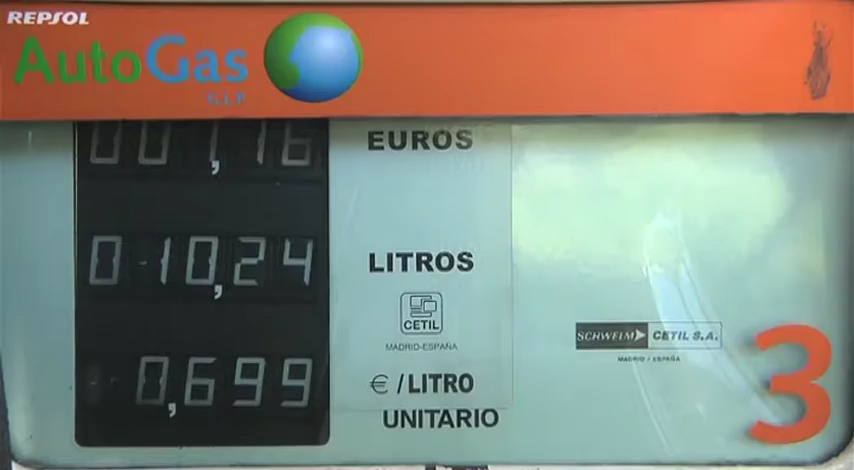 REPSOL
AutoGas
G.L.P.
007,16 EUROS
010,24 LITROS
CETIL
MADRID-ESPAÑA
SCHWELM CETIL S.A.
MADRID / ESPAÑA
0,699 € /LITRO
UNITARIO
3